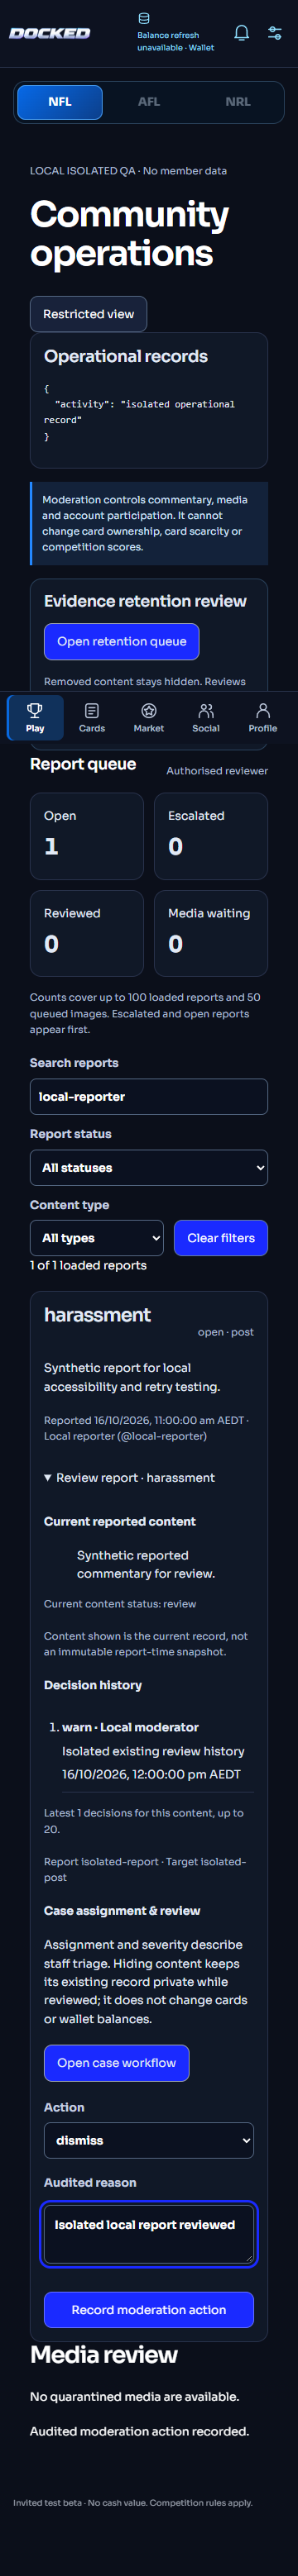 DOCKED
Balance refresh
unavailable · Wallet
NFL
AFL
NRL
LOCAL ISOLATED QA · No member data
Community
operations
Restricted view
Operational records
{
"activity": "isolated operational
record"
}
Moderation controls commentary, media
and account participation. It cannot
change card ownership, card scarcity or
competition scores.
Evidence retention review
Open retention queue
Removed content stays hidden. Reviews
Play
Cards
Market
Social
Profile
Report queue
Authorised reviewer
Open
1
Escalated
0
Reviewed
0
Media waiting
0
Counts cover up to 100 loaded reports and 50
queued images. Escalated and open reports
appear first.
Search reports
local-reporter
Report status
All statuses
Content type
All types
Clear filters
1 of 1 loaded reports
harassment
open · post
Synthetic report for local
accessibility and retry testing.
Reported 16/10/2026, 11:00:00 am AEDT ·
Local reporter (@local-reporter)
▼ Review report · harassment
Current reported content
Synthetic reported
commentary for review.
Current content status: review
Content shown is the current record, not
an immutable report-time snapshot.
Decision history
1. warn · Local moderator
Isolated existing review history
16/10/2026, 12:00:00 pm AEDT
Latest 1 decisions for this content, up to
20.
Report isolated-report · Target isolated-
post
Case assignment & review
Assignment and severity describe
staff triage. Hiding content keeps
its existing record private while
reviewed; it does not change cards
or wallet balances.
Open case workflow
Action
dismiss
Audited reason
Isolated local report reviewed
Record moderation action
Media review
No quarantined media are available.
Audited moderation action recorded.
Invited test beta · No cash value. Competition rules apply.